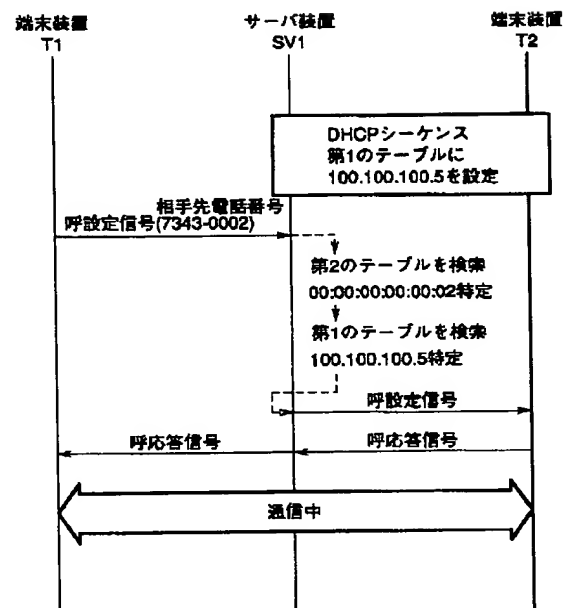 端末装置
T1
サーバ装置
SV1
端末装置
T2
DHCPシーケンス
第1のテーブルに
100.100.100.5を設定
相手先電話番号
呼設定信号(7343-0002)
第2のテーブルを検索
00:00:00:00:00:02特定
第1のテーブルを検索
100.100.100.5特定
呼設定信号
呼応答信号
呼応答信号
通信中